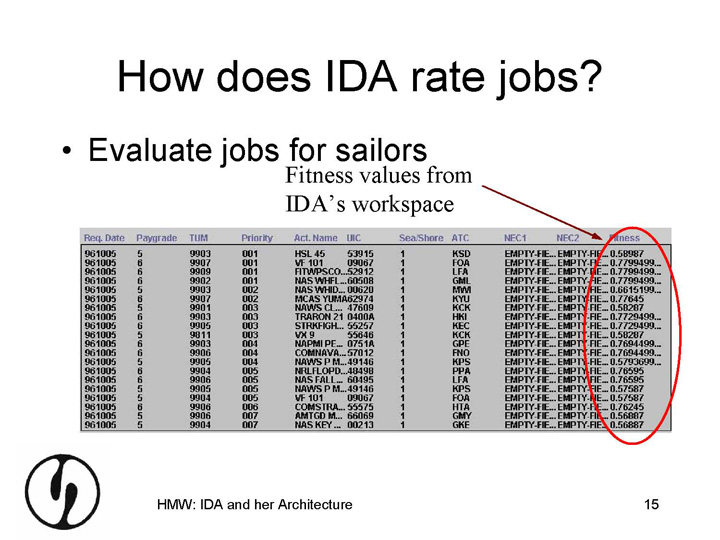 How does IDA rate jobs?
• Evaluate jobs for sailors
Fitness values from
IDA's workspace
Req. Date Paygrade TUM Priority Act. Name UIC Sea/Shore ATC NEC1 NEC2 Fitness
961005 5 9903 001 HSL 45 53915 1 KSD EMPTY-FIE... EMPTY-FIE... 0.58987
961005 6 9907 001 VF 101 09067 1 FOA EMPTY-FIE... EMPTY-FIE... 0.7799499...
961005 6 9909 001 FITWPSCO... 52912 1 LFA EMPTY-FIE... EMPTY-FIE... 0.7799499...
961005 6 9902 001 NAS WHFL... 60508 1 GML EMPTY-FIE... EMPTY-FIE... 0.7799499...
961005 5 9903 002 NAS WHID... 00620 1 MWI EMPTY-FIE... EMPTY-FIE... 0.6615199...
961005 6 9907 002 MCAS YUMA 62974 1 KYU EMPTY-FIE... EMPTY-FIE... 0.77645
961005 5 9901 003 NAWS CL... 47609 1 KCK EMPTY-FIE... EMPTY-FIE... 0.58287
961005 6 9903 003 TRARON 21 0400A 1 HKI EMPTY-FIE... EMPTY-FIE... 0.7729499...
961005 6 9905 003 STRKFIGH... 55257 1 KEC EMPTY-FIE... EMPTY-FIE... 0.7729499...
961005 5 9811 003 VX 9 55646 1 KCK EMPTY-FIE... EMPTY-FIE... 0.58287
961005 6 9903 004 NAPMI PE... 0751A 1 GPE EMPTY-FIE... EMPTY-FIE... 0.7694499...
961005 6 9906 004 COMNAVA... 57012 1 FNO EMPTY-FIE... EMPTY-FIE... 0.7694499...
961005 5 9905 004 NAWS P M... 49146 1 KPS EMPTY-FIE... EMPTY-FIE... 0.5793699...
961005 6 9904 005 NRLFLOPD... 48498 1 PPA EMPTY-FIE... EMPTY-FIE... 0.76595
961005 6 9906 005 NAS FALL... 60495 1 LFA EMPTY-FIE... EMPTY-FIE... 0.76595
961005 5 9905 005 NAWS P M... 49146 1 KPS EMPTY-FIE... EMPTY-FIE... 0.57587
961005 5 9904 005 VF 101 09067 1 FOA EMPTY-FIE... EMPTY-FIE... 0.57587
961005 6 9906 006 COMSTRA... 55575 1 HTA EMPTY-FIE... EMPTY-FIE... 0.76245
961005 5 9906 007 AMTGD M... 66069 1 GMY EMPTY-FIE... EMPTY-FIE... 0.56887
961005 5 9904 007 NAS KEY ... 00213 1 GKE EMPTY-FIE... EMPTY-FIE... 0.56887
HMW: IDA and her Architecture
15